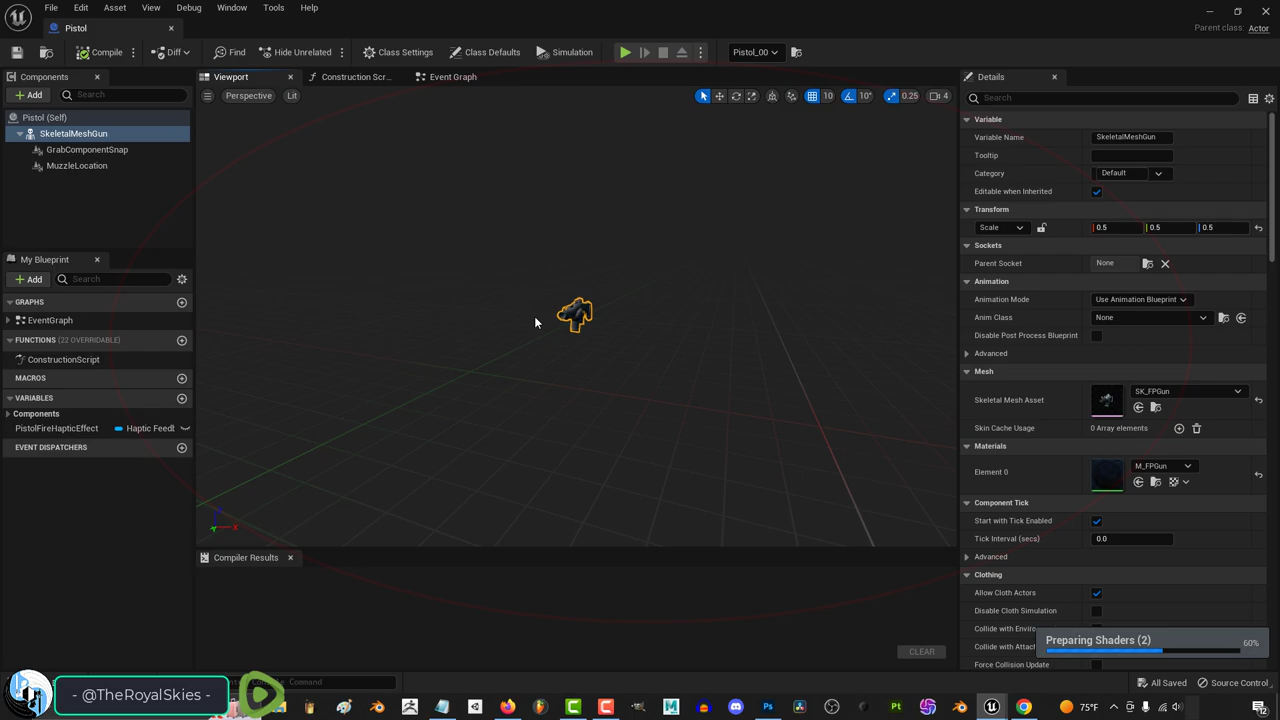 File Edit Asset View Debug Window Tools Help
Pistol
Parent class: Actor
Compile Diff Find Hide Unrelated Class Settings Class Defaults Simulation Pistol_00
Components
Viewport
Construction Scr...
Event Graph
Details
Add Search
Perspective Lit
10 10° 0.25 4
Search
Pistol (Self)
SkeletalMeshGun
GrabComponentSnap
MuzzleLocation
My Blueprint
Add Search
GRAPHS
EventGraph
FUNCTIONS (22 OVERRIDABLE)
ConstructionScript
MACROS
VARIABLES
Components
PistolFireHapticEffect Haptic Feedl
EVENT DISPATCHERS
Compiler Results
CLEAR
Variable
Variable Name SkeletalMeshGun
Tooltip
Category Default
Editable when Inherited
Transform
Scale 0.5 0.5 0.5
Sockets
Parent Socket None
Animation
Animation Mode Use Animation Blueprint
Anim Class None
Disable Post Process Blueprint
Advanced
Mesh
Skeletal Mesh Asset SK_FPGun
Skin Cache Usage 0 Array elements
Materials
Element 0 M_FPGun
Component Tick
Start with Tick Enabled
Tick Interval (secs) 0.0
Advanced
Clothing
Allow Cloth Actors
Disable Cloth Simulation
Collide with Enviro
Collide with Attach
Force Collision Update
Preparing Shaders (2) 60%
Console Command
All Saved Source Control
- @TheRoyalSkies -
75°F